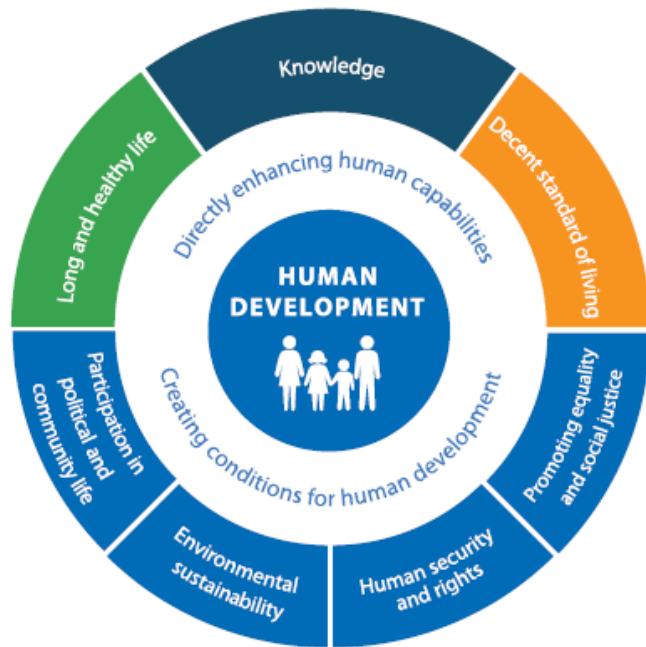 Knowledge
Long and healthy life
Decent standard of living
Directly enhancing human capabilities
HUMAN
DEVELOPMENT
Creating conditions for human development
Participation in
political and
community life
Environmental
sustainability
Human security
and rights
Promoting equality
and social justice